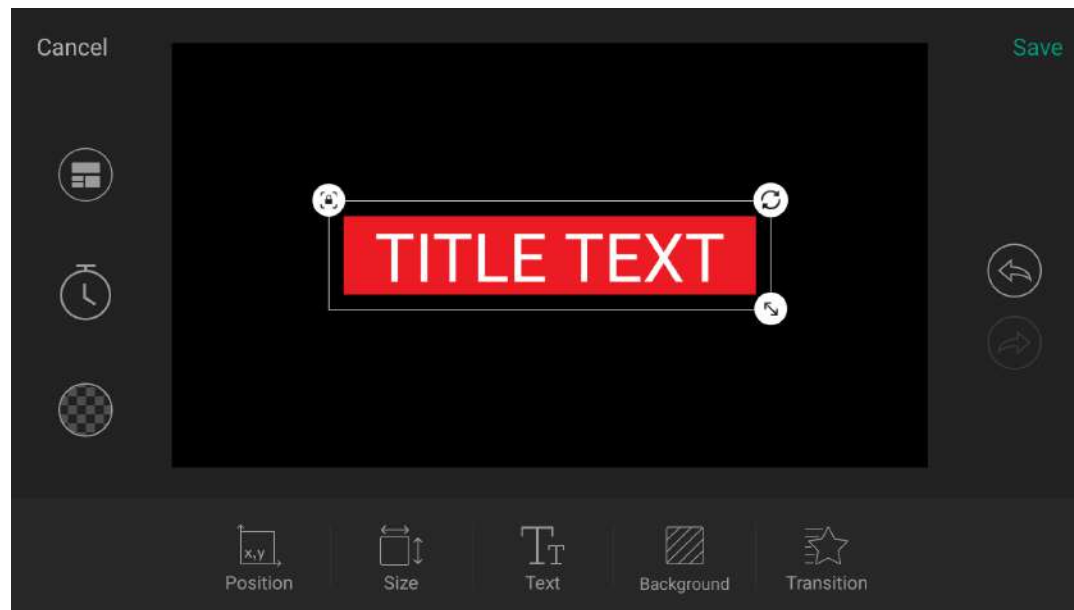 Cancel
Save
TITLE TEXT
x,y
Position
Size
Text
Background
Transition